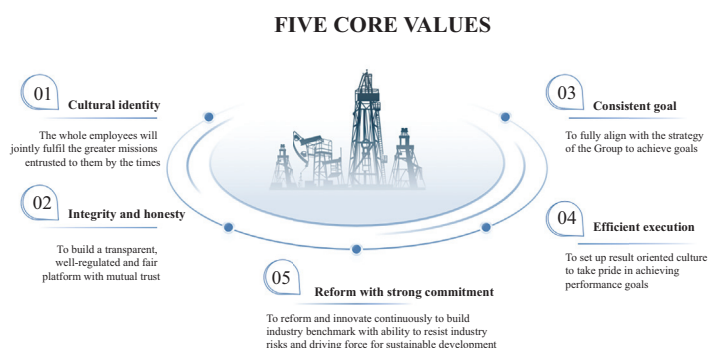 FIVE CORE VALUES
01
Cultural identity
The whole employees will
jointly fulfil the greater missions
entrusted to them by the times
02
Integrity and honesty
To build a transparent,
well-regulated and fair
platform with mutual trust
03
Consistent goal
To fully align with the strategy
of the Group to achieve goals
04
Efficient execution
To set up result oriented culture
to take pride in achieving
performance goals
05
Reform with strong commitment
To reform and innovate continuously to build
industry benchmark with ability to resist industry
risks and driving force for sustainable development